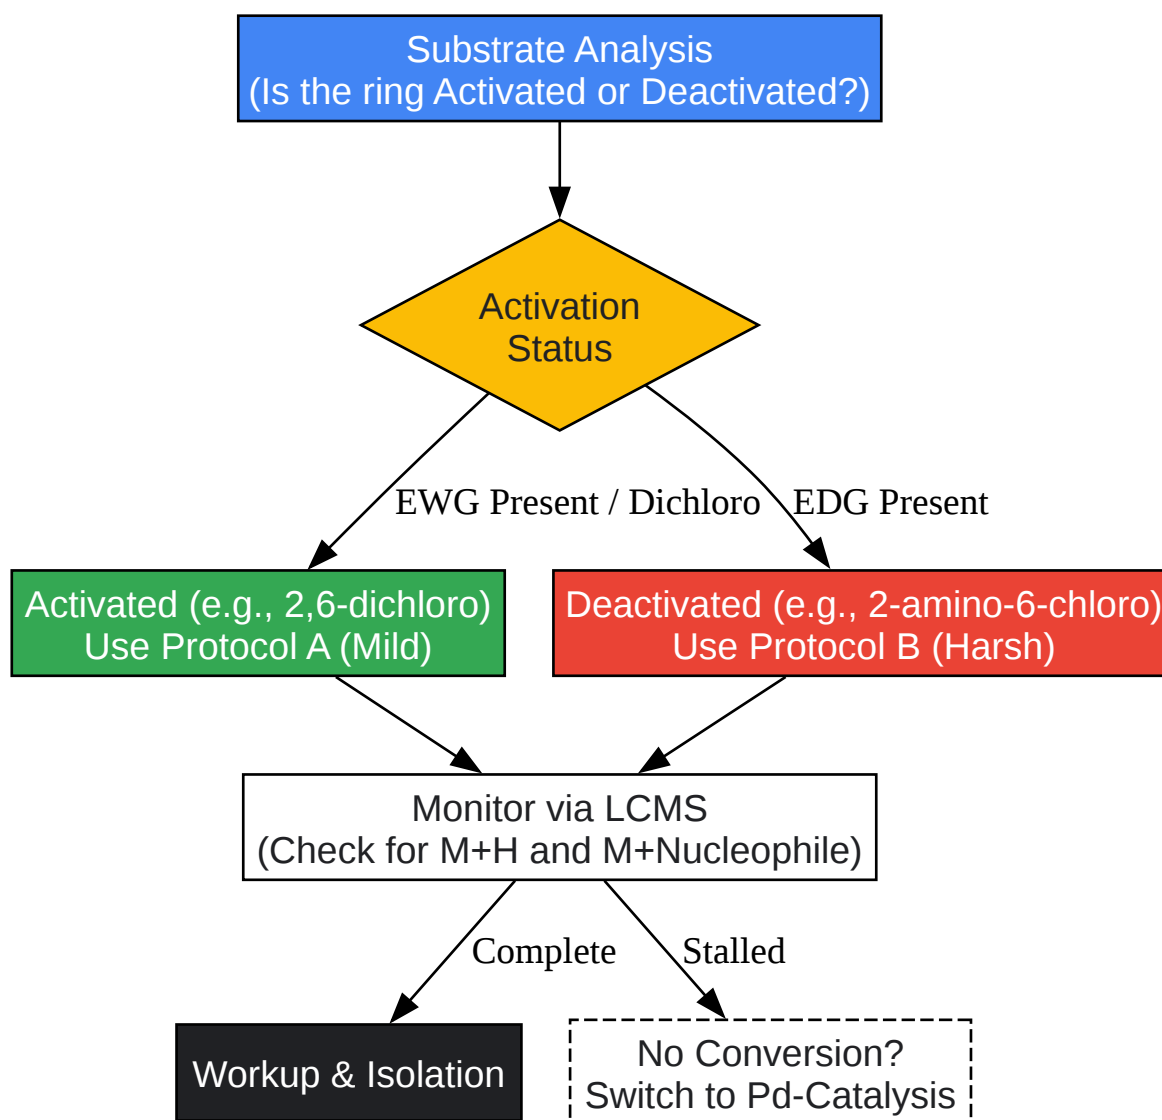 Substrate Analysis
(Is the ring Activated or Deactivated?)
Activation
Status
EWG Present / Dichloro
EDG Present
Activated (e.g., 2,6-dichloro)
Use Protocol A (Mild)
Deactivated (e.g., 2-amino-6-chloro)
Use Protocol B (Harsh)
Monitor via LCMS
(Check for M+H and M+Nucleophile)
Complete
Stalled
Workup & Isolation
No Conversion?
Switch to Pd-Catalysis